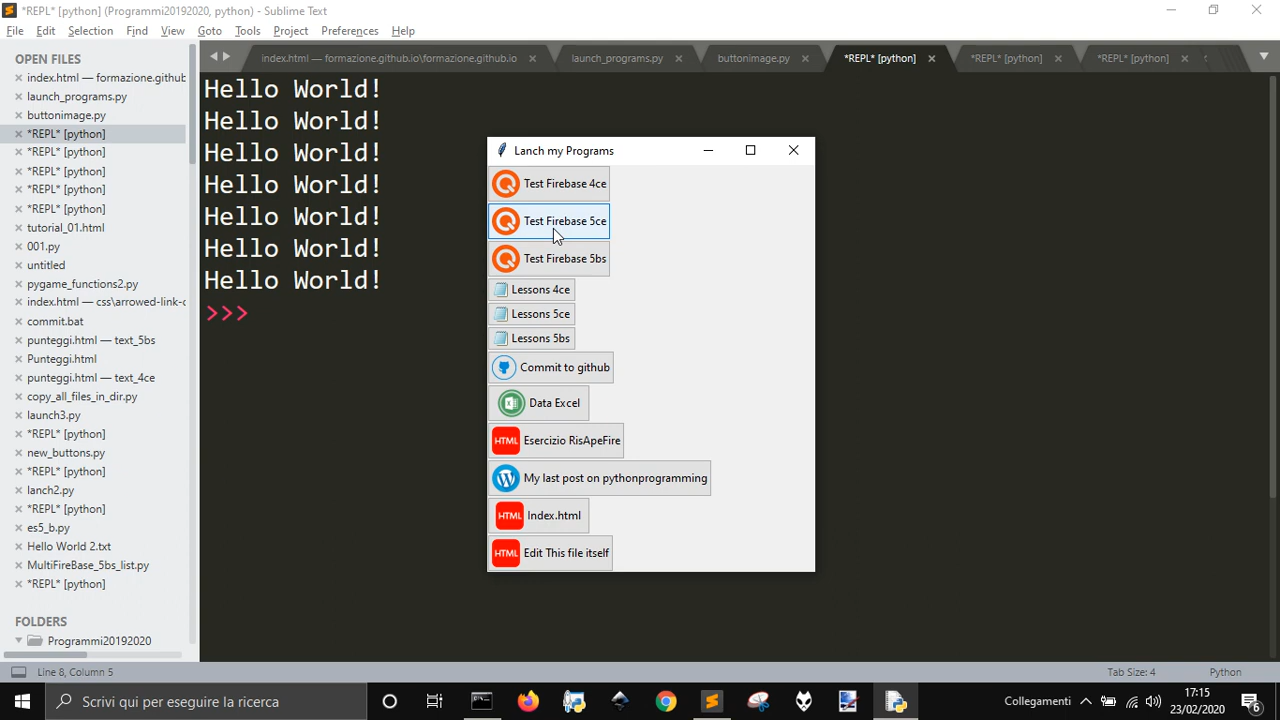 *REPL* [python] (Programmi20192020, python) - Sublime Text
File Edit Selection Find View Goto Tools Project Preferences Help
OPEN FILES
index.html — formazione.github
launch_programs.py
buttonimage.py
*REPL* [python]
*REPL* [python]
*REPL* [python]
*REPL* [python]
*REPL* [python]
tutorial_01.html
001.py
untitled
pygame_functions2.py
index.html — css\arrowed-link-c
commit.bat
punteggi.html — text_5bs
Punteggi.html
punteggi.html — text_4ce
copy_all_files_in_dir.py
launch3.py
*REPL* [python]
new_buttons.py
*REPL* [python]
lanch2.py
*REPL* [python]
es5_b.py
Hello World 2.txt
MultiFireBase_5bs_list.py
*REPL* [python]
FOLDERS
Programmi20192020
index.html — formazione.github.io\formazione.github.io launch_programs.py buttonimage.py *REPL* [python] *REPL* [python] *REPL* [python]
Hello World!
Hello World!
Hello World!
Hello World!
Hello World!
Hello World!
Hello World!
>>>
Lanch my Programs
Test Firebase 4ce
Test Firebase 5ce
Test Firebase 5bs
Lessons 4ce
Lessons 5ce
Lessons 5bs
Commit to github
Data Excel
HTML Esercizio RisApeFire
My last post on pythonprogramming
HTML Index.html
HTML Edit This file itself
Line 8, Column 5 Tab Size: 4 Python
Scrivi qui per eseguire la ricerca
Collegamenti
17:15
23/02/2020
6